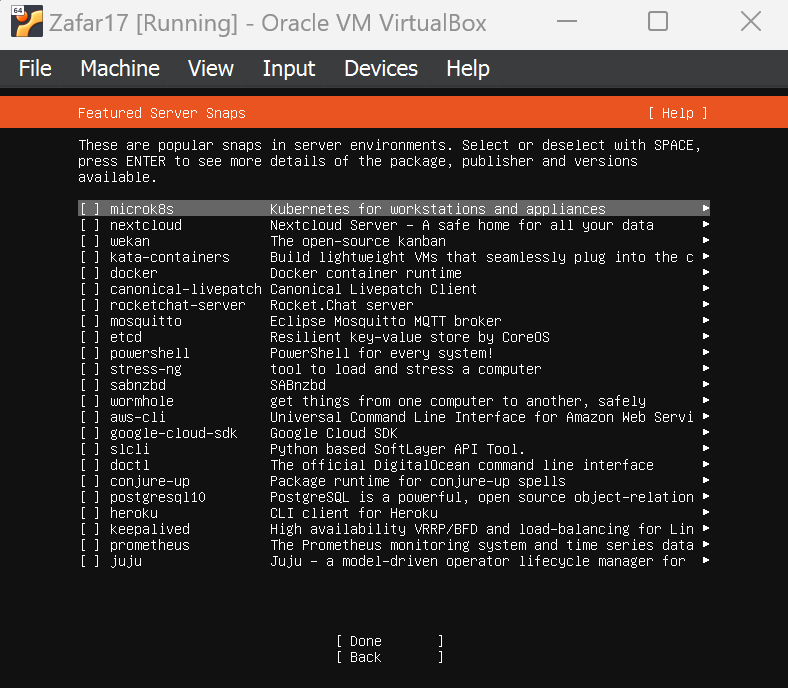 64
Zafar17 [Running] - Oracle VM VirtualBox
File Machine View Input Devices Help
Featured Server Snaps [ Help ]
These are popular snaps in server environments. Select or deselect with SPACE,
press ENTER to see more details of the package, publisher and versions
available.
[ ] microk8s Kubernetes for workstations and appliances ▸
[ ] nextcloud Nextcloud Server - A safe home for all your data ▸
[ ] wekan The open-source kanban ▸
[ ] kata-containers Build lightweight VMs that seamlessly plug into the c ▸
[ ] docker Docker container runtime ▸
[ ] canonical-livepatch Canonical Livepatch Client ▸
[ ] rocketchat-server Rocket.Chat server ▸
[ ] mosquitto Eclipse Mosquitto MQTT broker ▸
[ ] etcd Resilient key-value store by CoreOS ▸
[ ] powershell PowerShell for every system! ▸
[ ] stress-ng tool to load and stress a computer ▸
[ ] sabnzbd SABnzbd ▸
[ ] wormhole get things from one computer to another, safely ▸
[ ] aws-cli Universal Command Line Interface for Amazon Web Servi ▸
[ ] google-cloud-sdk Google Cloud SDK ▸
[ ] slcli Python based SoftLayer API Tool. ▸
[ ] doctl The official DigitalOcean command line interface ▸
[ ] conjure-up Package runtime for conjure-up spells ▸
[ ] postgresql10 PostgreSQL is a powerful, open source object-relation ▸
[ ] heroku CLI client for Heroku ▸
[ ] keepalived High availability VRRP/BFD and load-balancing for Lin ▸
[ ] prometheus The Prometheus monitoring system and time series data ▸
[ ] juju Juju - a model-driven operator lifecycle manager for ▸
[ Done ]
[ Back ]